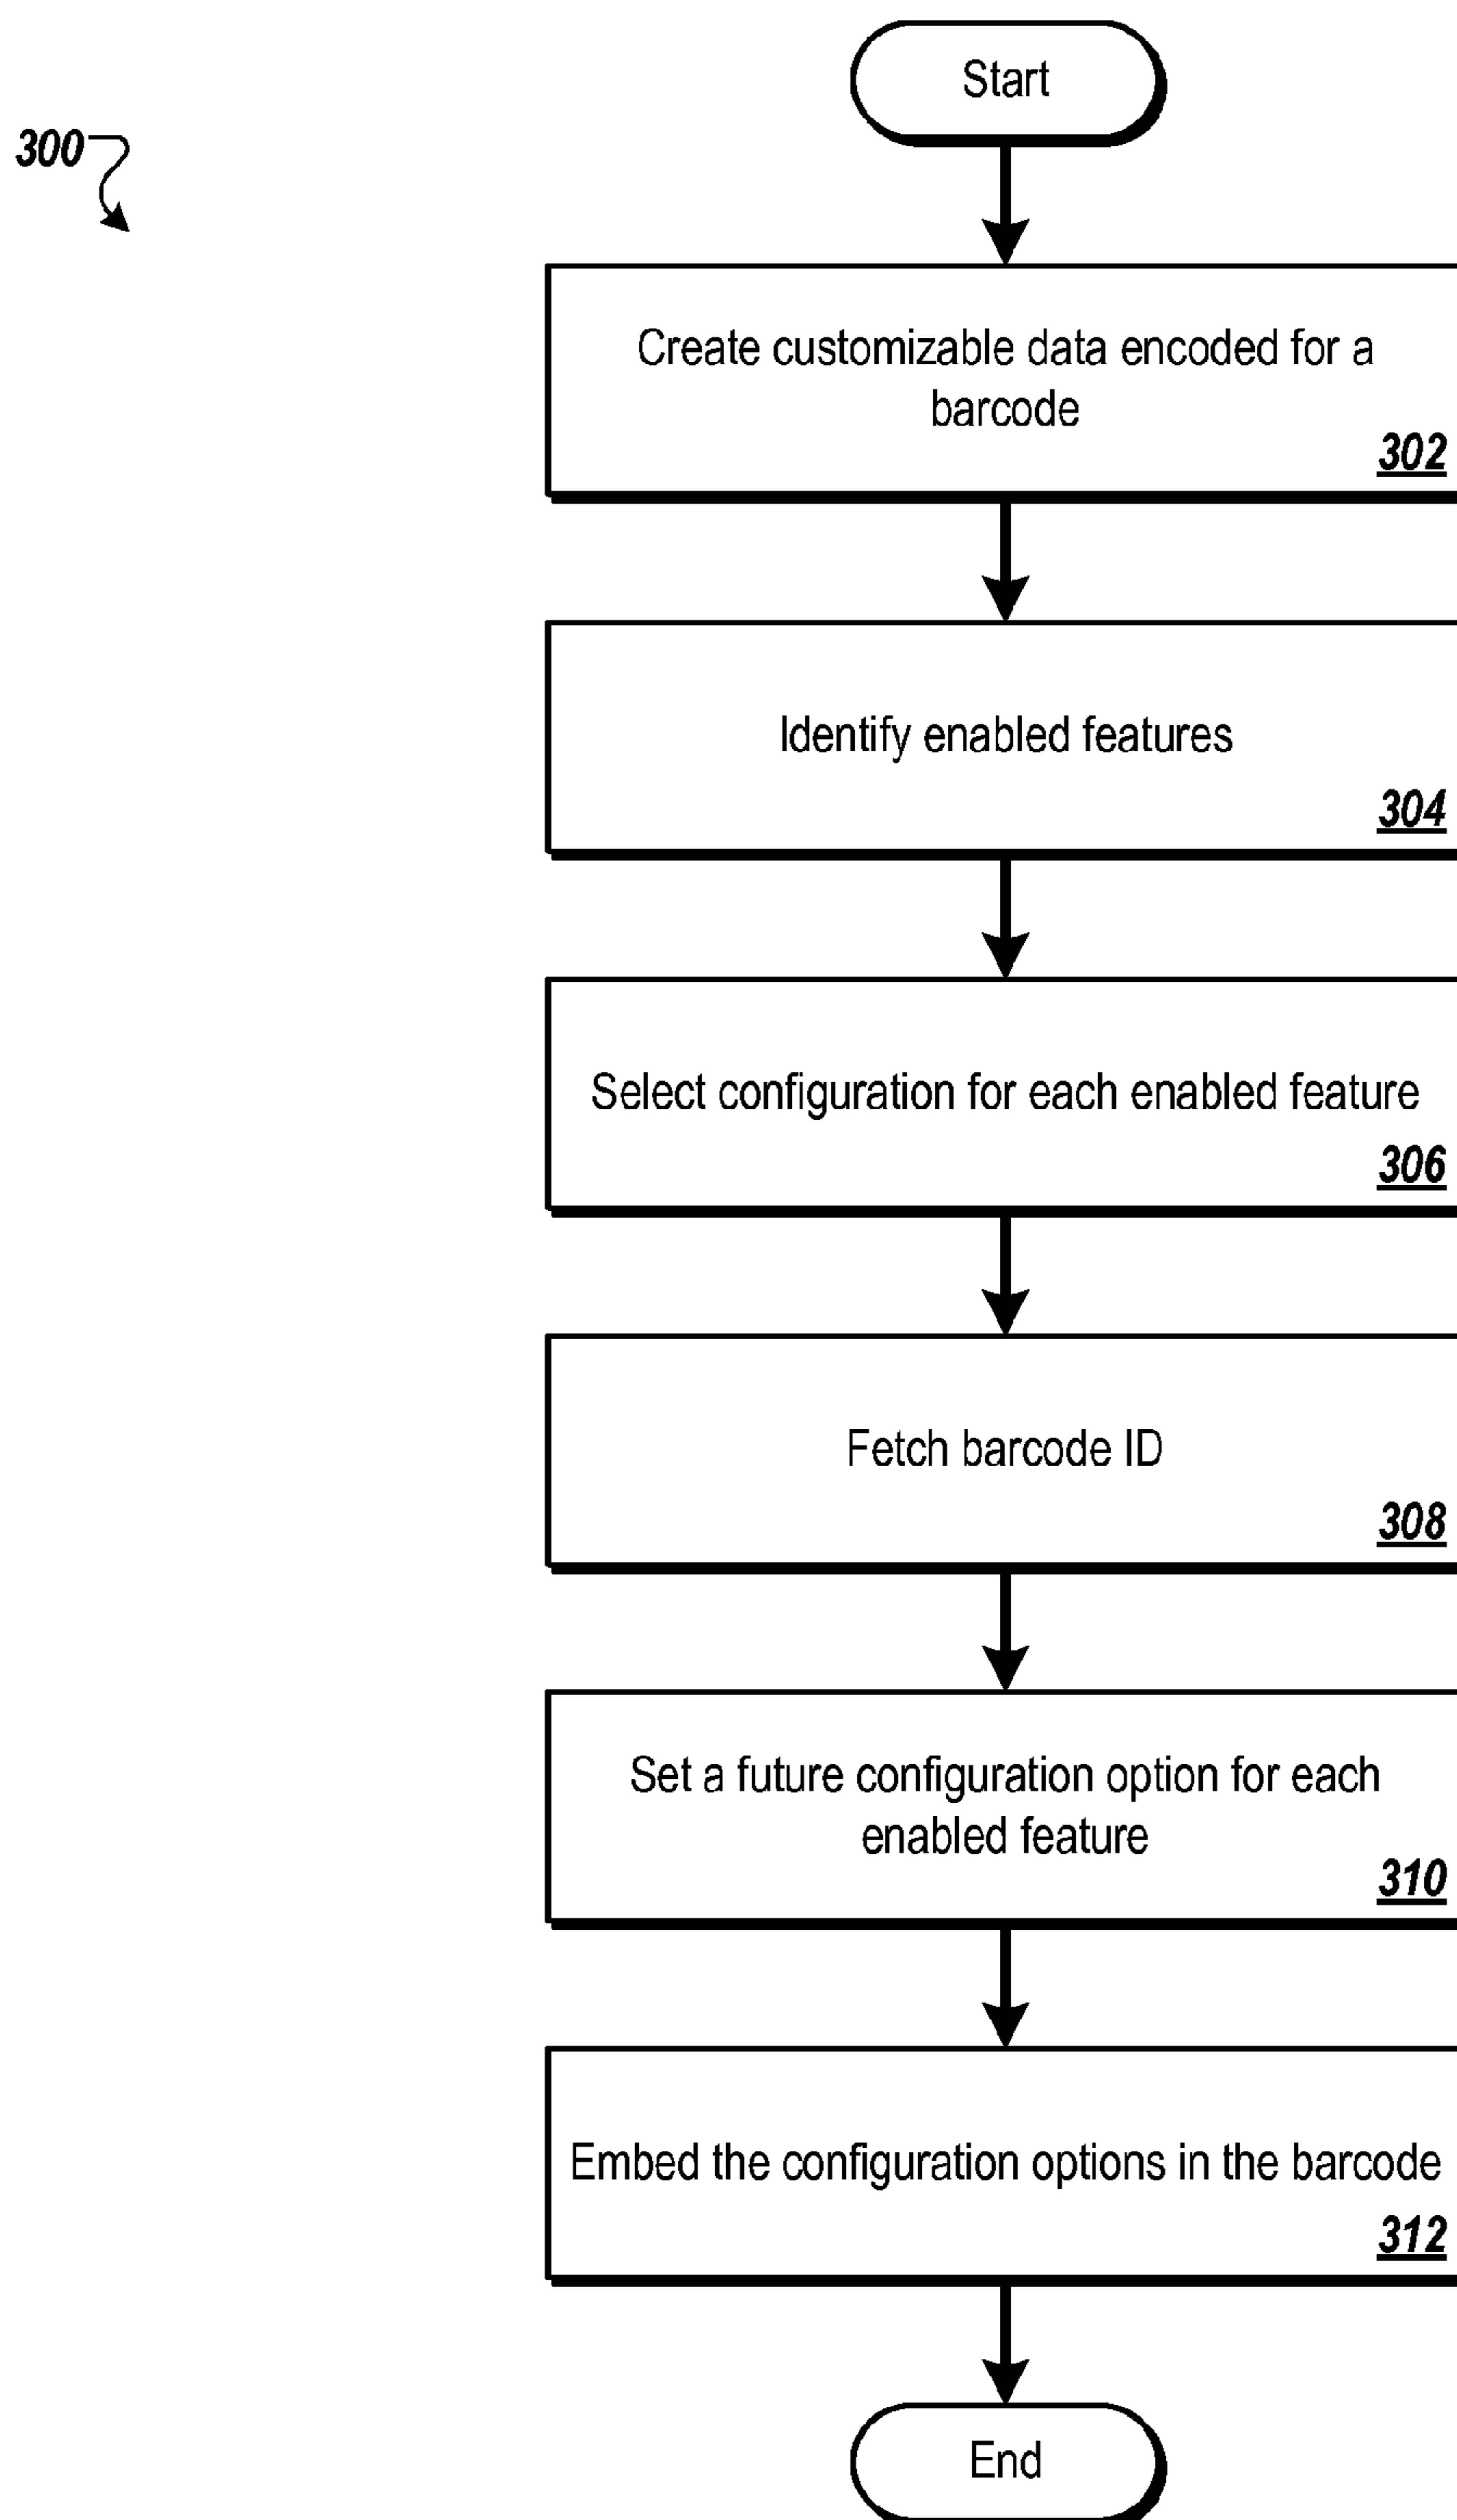 Start
300
Create customizable data encoded for a
barcode
302
Identify enabled features
304
Select configuration for each enabled feature
306
Fetch barcode ID
308
Set a future configuration option for each
enabled feature
310
Embed the configuration options in the barcode
312
End